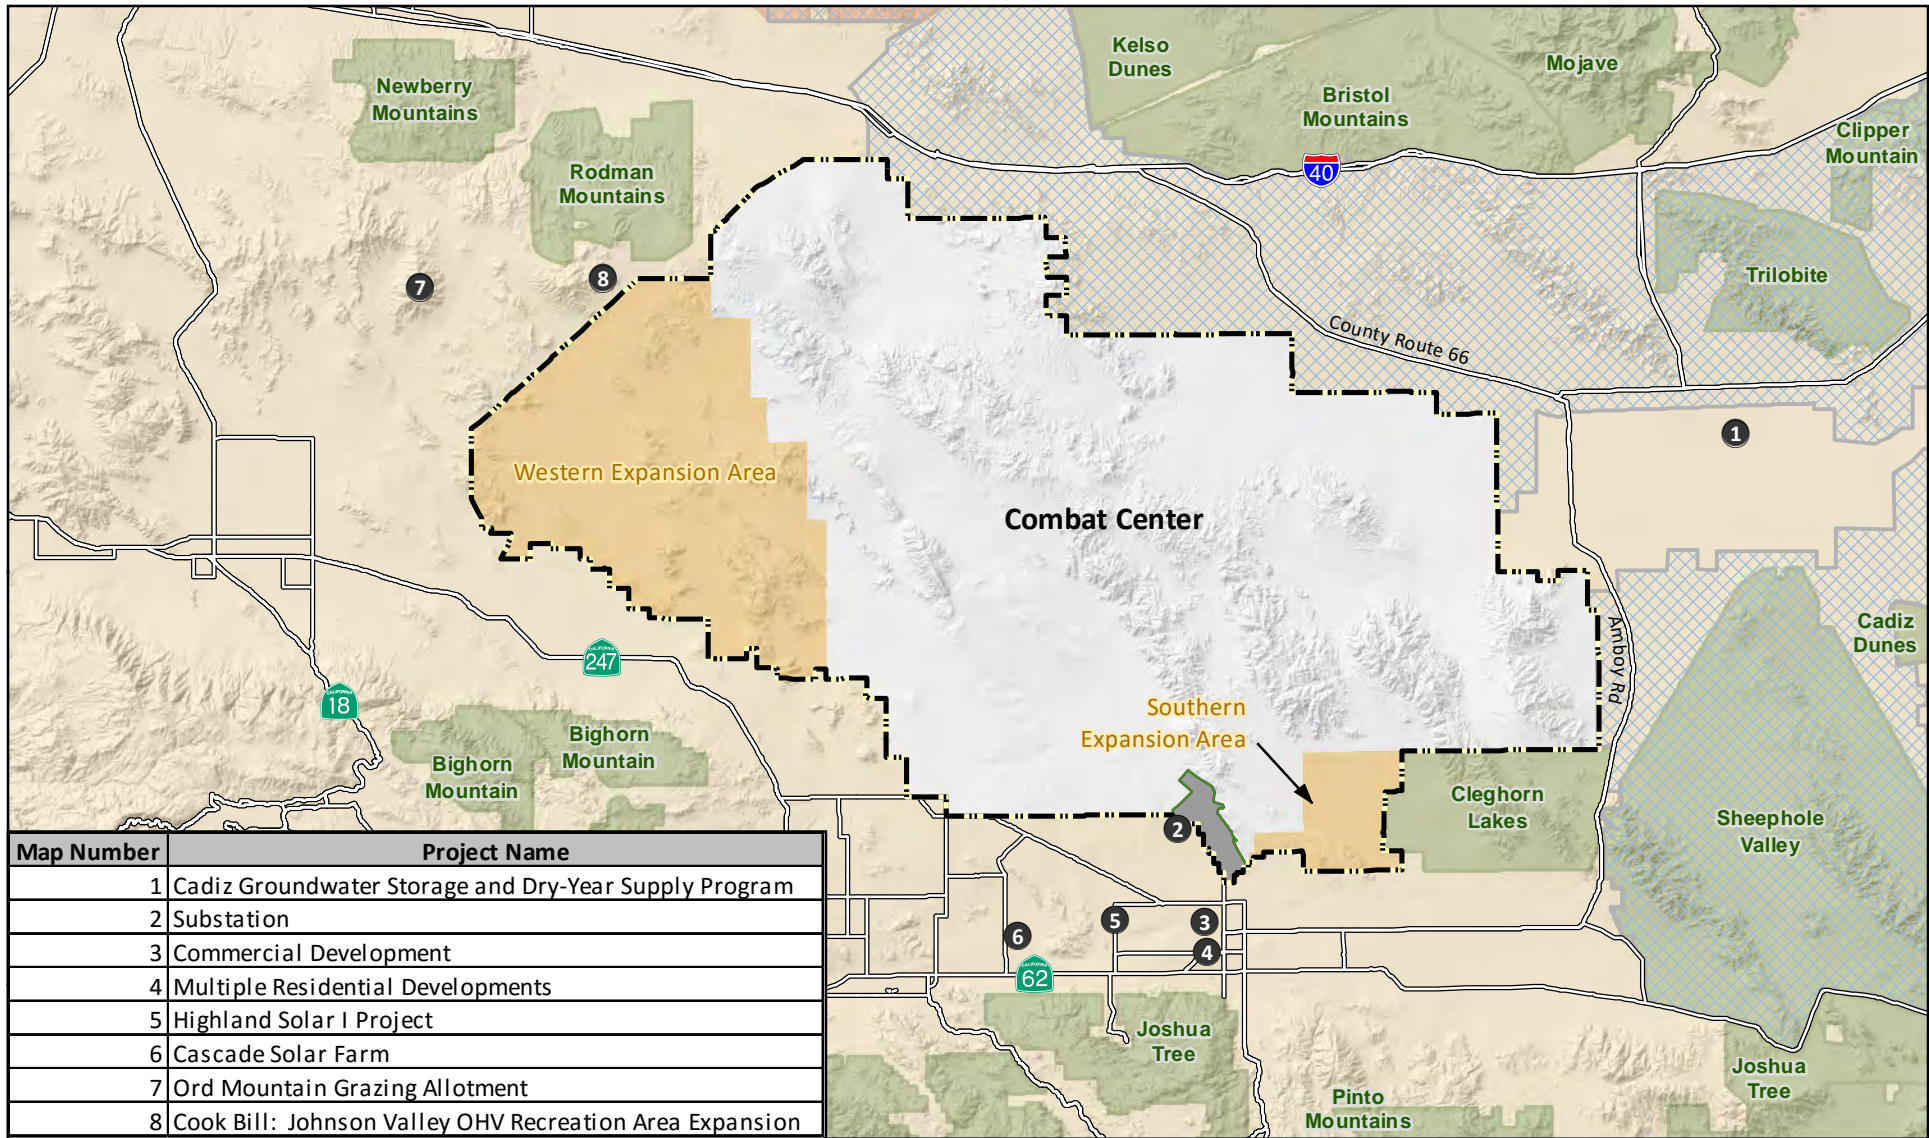 Kelso
Dunes
Mojave
Newberry
Mountains
Bristol
Mountains
Clipper
Mountain
Rodman
Mountains
40
8
7
Trilobite
County Route 66
1
Western Expansion Area
Combat Center
CALIFORNIA
247
CALIFORNIA
18
Amboy Rd
Cadiz
Dunes
Southern
Expansion Area
Bighorn
Mountain
Bighorn
Mountain
Cleghorn
Lakes
Sheephole
Valley
2
5
3
6
4
CALIFORNIA
62
Joshua
Tree
Pinto
Mountains
Joshua
Tree
Map Number Project Name
1 Cadiz Groundwater Storage and Dry-Year Supply Program
2 Substation
3 Commercial Development
4 Multiple Residential Developments
5 Highland Solar I Project
6 Cascade Solar Farm
7 Ord Mountain Grazing Allotment
8 Cook Bill: Johnson Valley OHV Recreation Area Expansion